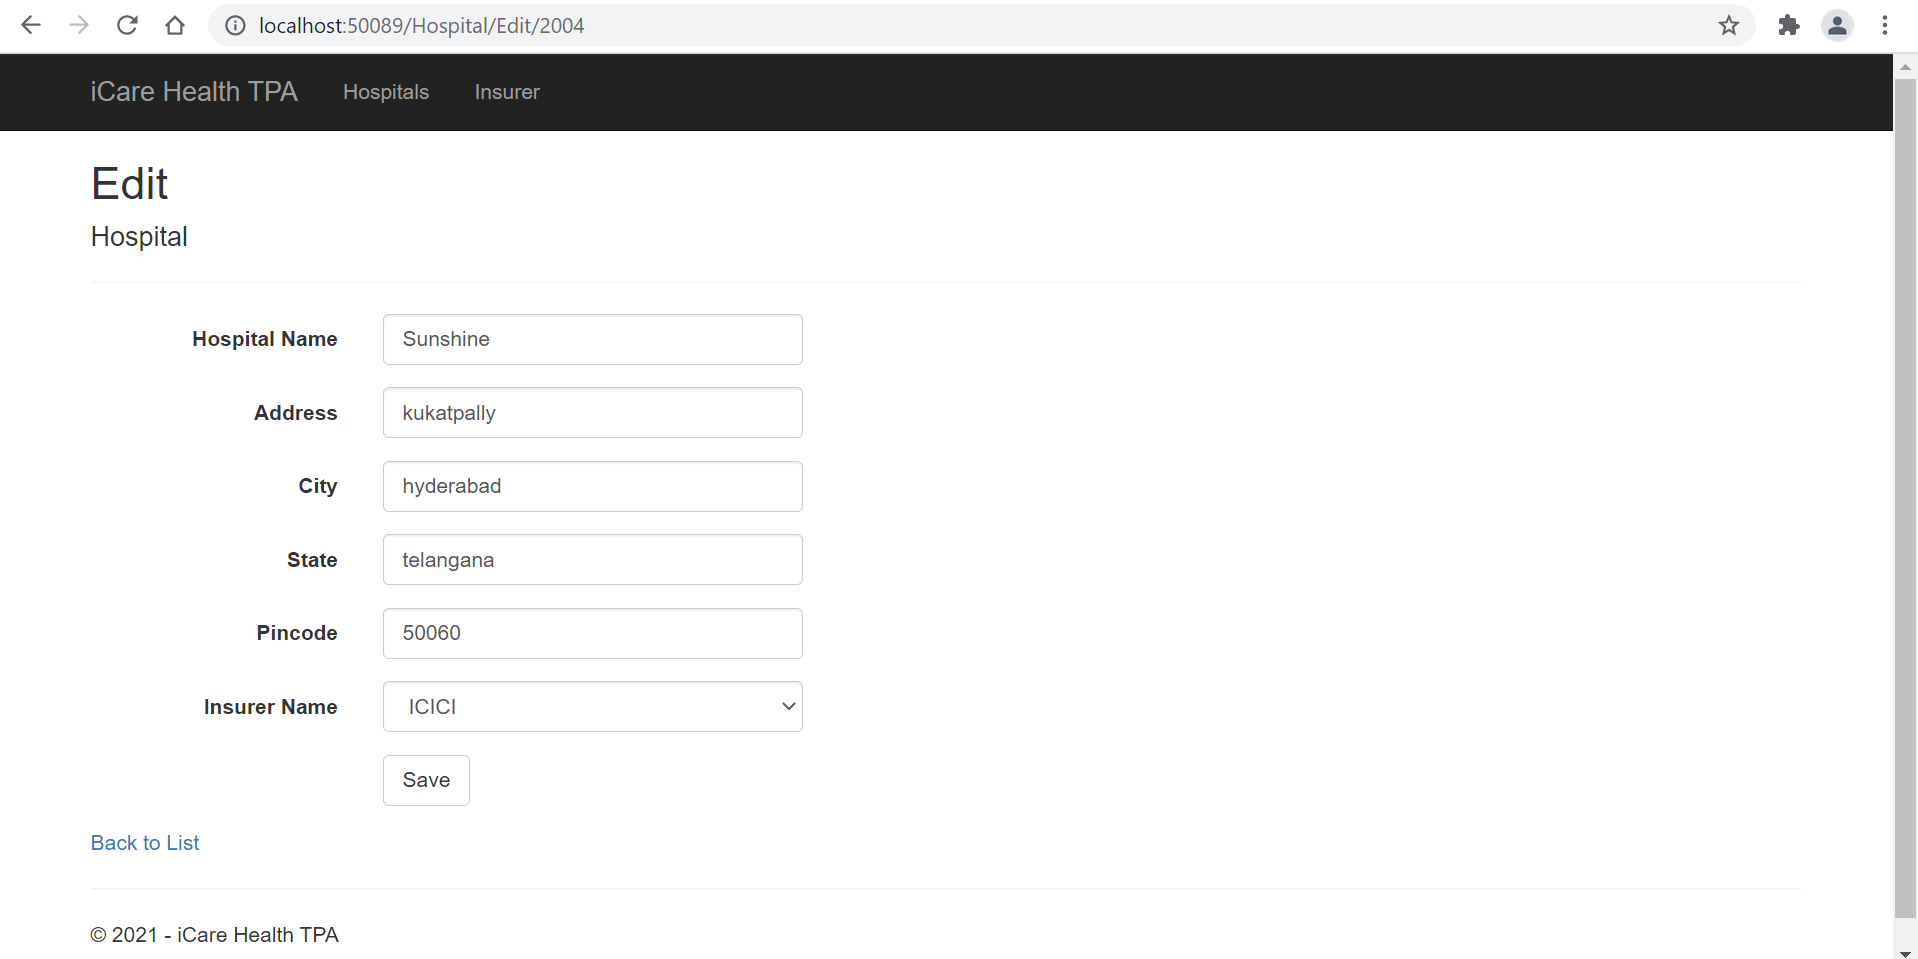 localhost:50089/Hospital/Edit/2004
iCare Health TPA Hospitals Insurer
Edit
Hospital
Hospital Name Sunshine
Address kukatpally
City hyderabad
State telangana
Pincode 50060
Insurer Name ICICI
Save
Back to List
© 2021 - iCare Health TPA